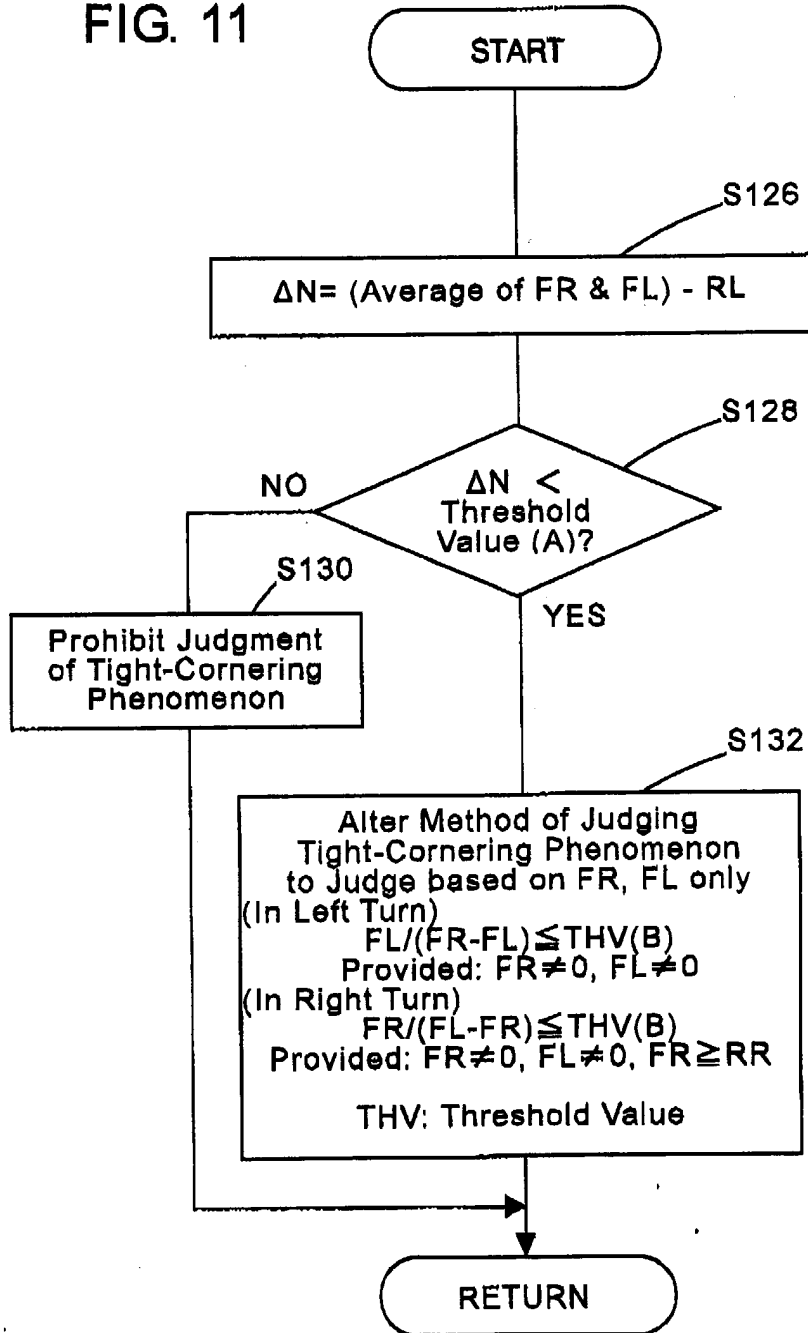 FIG. 11
START
S126
ΔN= (Average of FR & FL) - RL
S128
NO
ΔN <
Threshold
Value (A)?
S130
YES
Prohibit Judgment
of Tight-Cornering
Phenomenon
S132
Alter Method of Judging
Tight-Cornering Phenomenon
to Judge based on FR, FL only
(In Left Turn)
FL/(FR-FL)≦THV(B)
Provided: FR≠0, FL≠0
(In Right Turn)
FR/(FL-FR)≦THV(B)
Provided: FR≠0, FL≠0, FR≧RR
THV: Threshold Value
RETURN